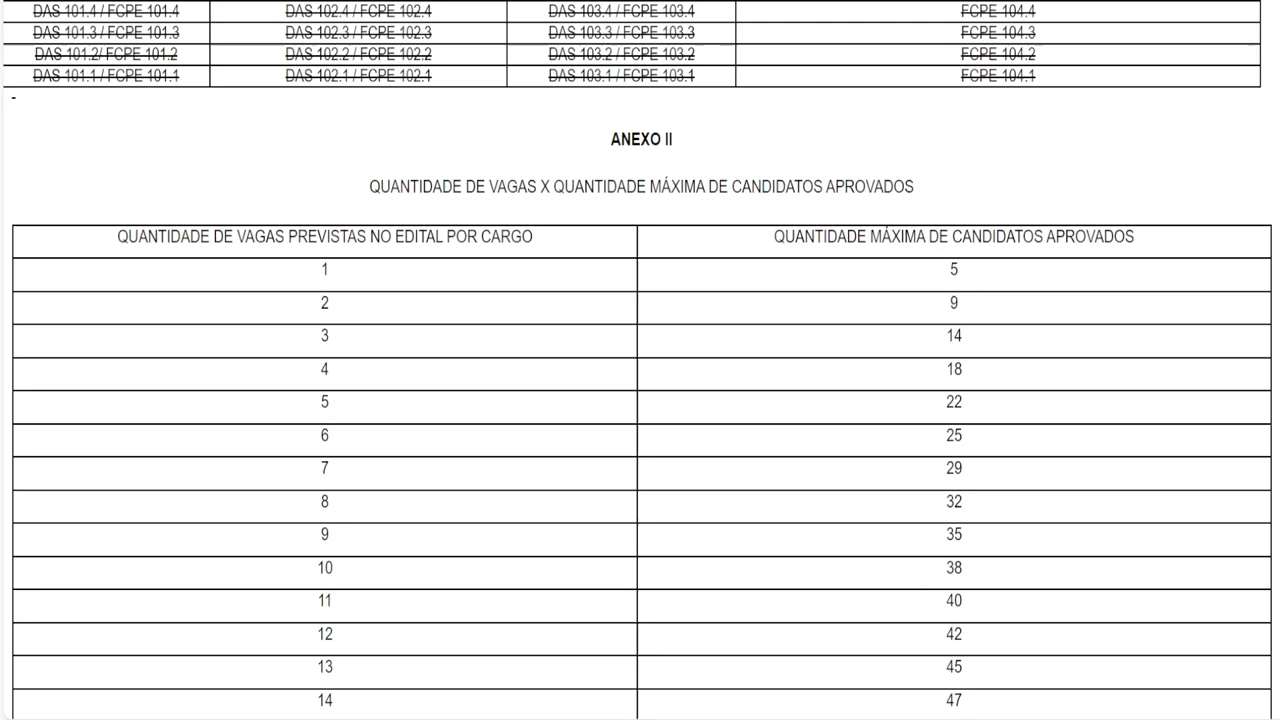 DAS 101.4 / FCPE 101.4 DAS 102.4 / FCPE 102.4 DAS 103.4 / FCPE 103.4 FCPE 104.4
DAS 101.3 / FCPE 101.3 DAS 102.3 / FCPE 102.3 DAS 103.3 / FCPE 103.3 FCPE 104.3
DAS 101.2/ FCPE 101.2 DAS 102.2 / FCPE 102.2 DAS 103.2 / FCPE 103.2 FCPE 104.2
DAS 101.1 / FCPE 101.1 DAS 102.1 / FCPE 102.1 DAS 103.1 / FCPE 103.1 FCPE 104.1
-
ANEXO II
QUANTIDADE DE VAGAS X QUANTIDADE MÁXIMA DE CANDIDATOS APROVADOS
QUANTIDADE DE VAGAS PREVISTAS NO EDITAL POR CARGO QUANTIDADE MÁXIMA DE CANDIDATOS APROVADOS
1 5
2 9
3 14
4 18
5 22
6 25
7 29
8 32
9 35
10 38
11 40
12 42
13 45
14 47